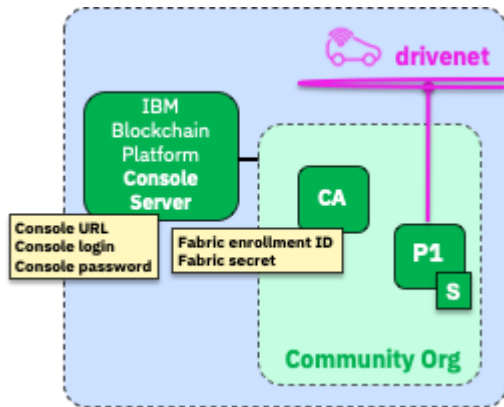 drivenet
IBM
Blockchain
Platform
Console
Server
Console URL
Console login
Console password
CA
Fabric enrollment ID
Fabric secret
P1
S
Community Org